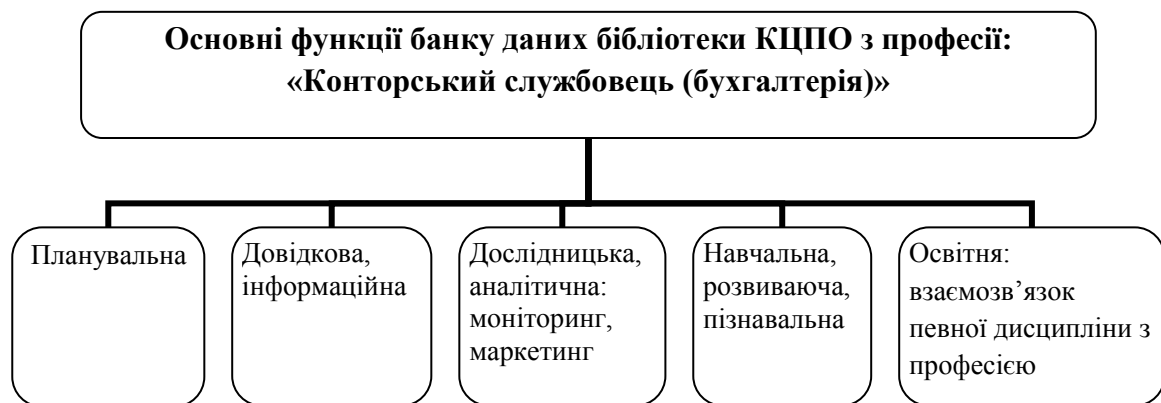 Основні функції банку даних бібліотеки КЦПО з професії:
«Конторський службовець (бухгалтерія)»
Планувальна
Довідкова,
інформаційна
Дослідницька,
аналітична:
моніторинг,
маркетинг
Навчальна,
розвиваюча,
пізнавальна
Освітня:
взаємозв’язок
певної дисципліни з
професією